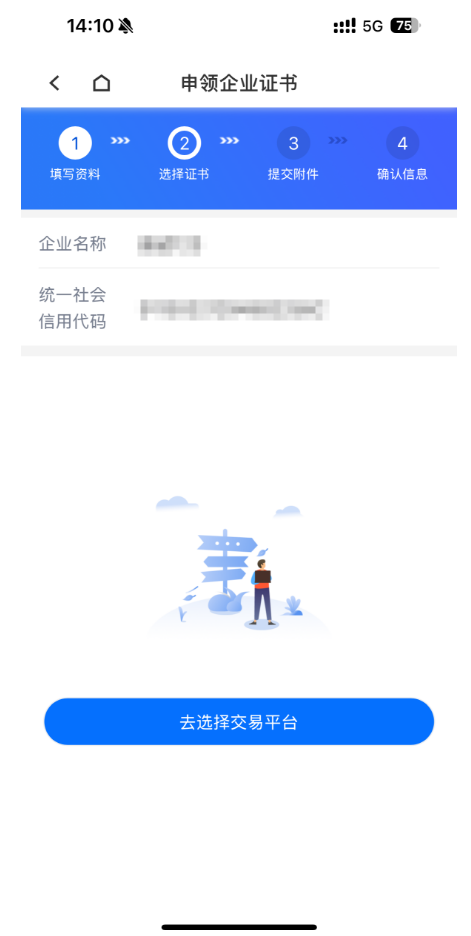 14:10
5G
75
申领企业证书
1
2
3
4
填写资料
选择证书
提交附件
确认信息
企业名称
统一社会
信用代码
去选择交易平台